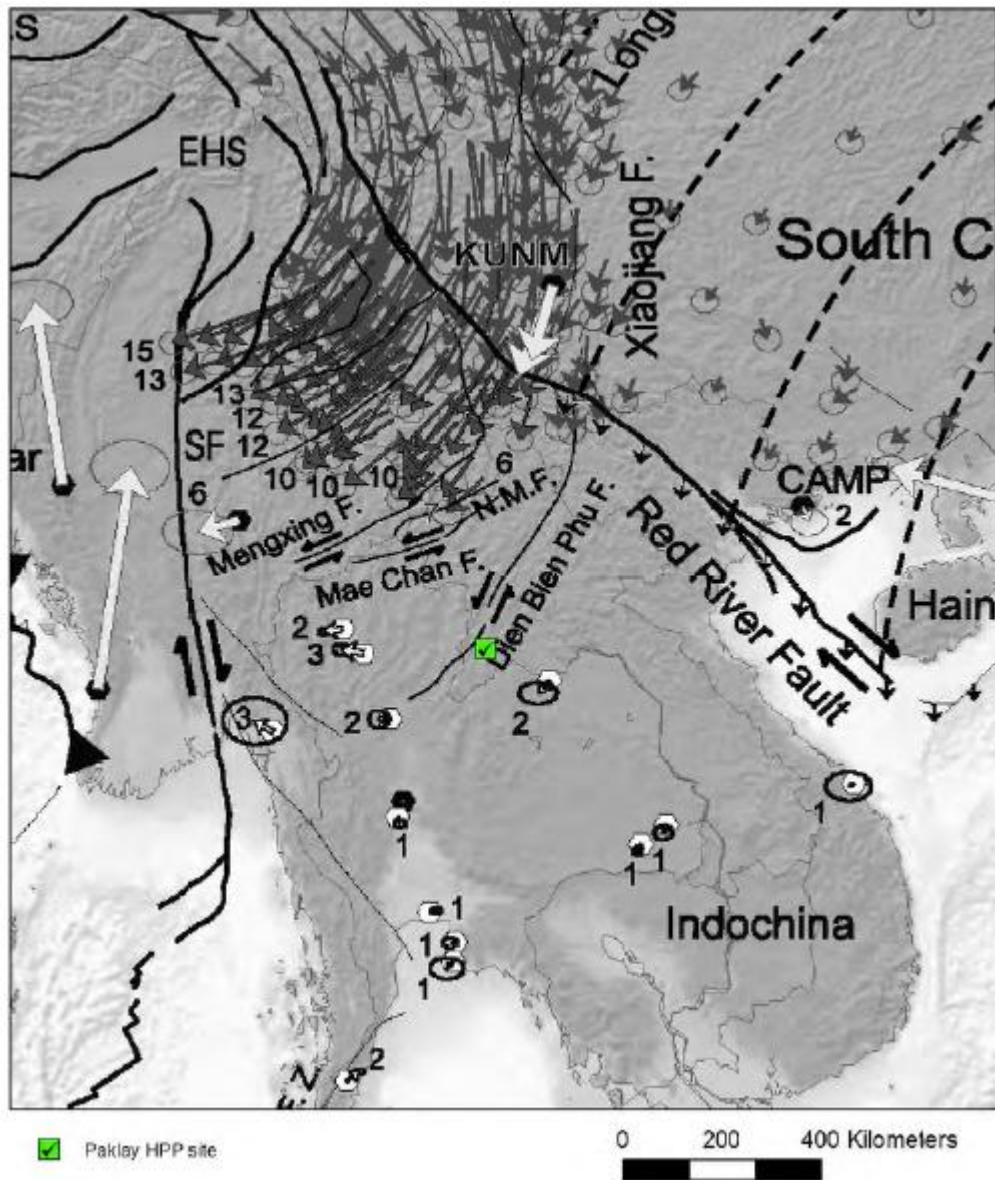 S
EHS
Longr
KUNM
Xiaojiang F.
South C
15
13
13
12
12
SF
10
10
10
6
6
ar
N.M.F.
CAMP
2
Mengxing F.
Mae Chan F.
Dien Bien Phu F.
Red River Fault
Hain
2
3
2
2
3
1
1
1
1
1
1
1
Indochina
2
Paklay HPP site
0 200 400 Kilometers